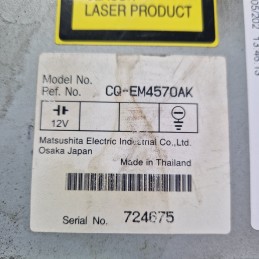 LASER PRODUCT
Model No.
Ref. No. CQ-EM4570AK
12V
Matsushita Electric Industrial Co.,Ltd.
Osaka Japan
Made in Thailand
Serial No. 724675